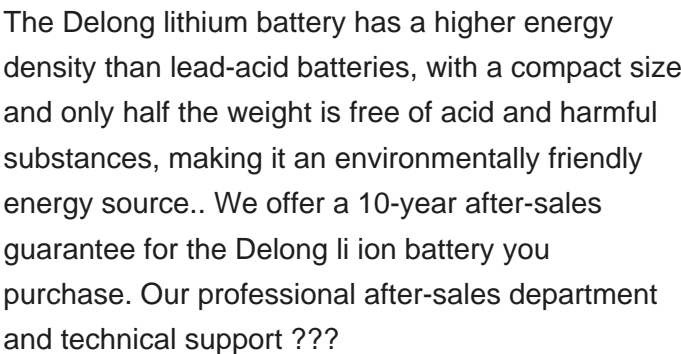 The Delong lithium battery has a higher energy
density than lead-acid batteries, with a compact size
and only half the weight is free of acid and harmful
substances, making it an environmentally friendly
energy source.. We offer a 10-year after-sales
guarantee for the Delong li ion battery you
purchase. Our professional after-sales department
and technical support ???